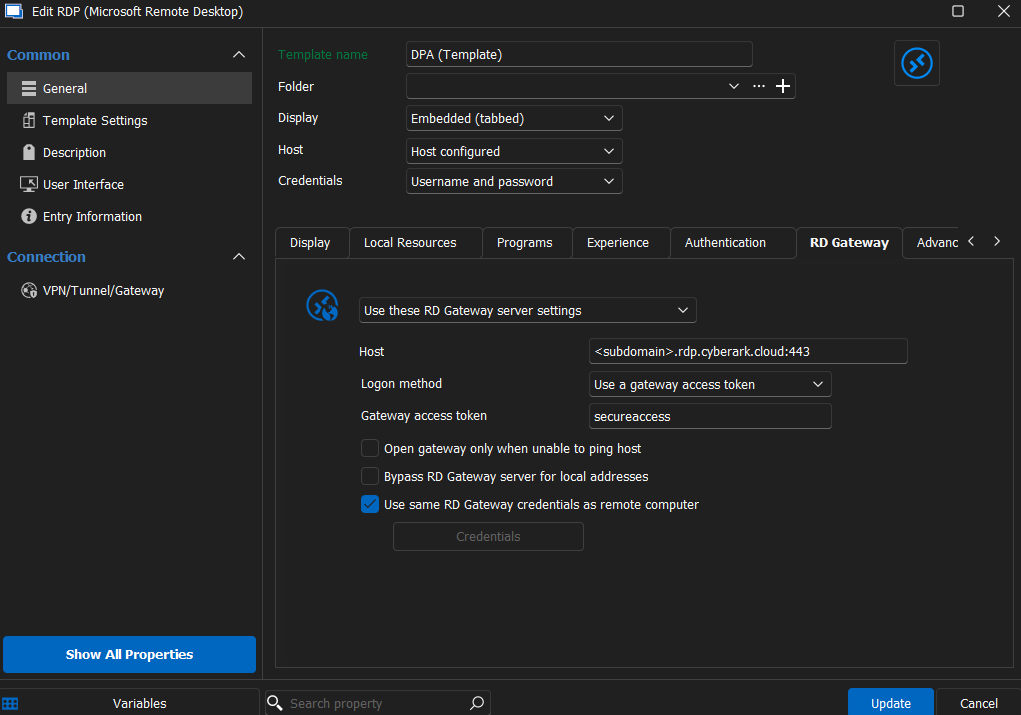 Edit RDP (Microsoft Remote Desktop)
Common
General
Template Settings
Description
User Interface
Entry Information
Connection
VPN/Tunnel/Gateway
Show All Properties
Template name DPA (Template)
Folder
Display Embedded (tabbed)
Host Host configured
Credentials Username and password
Display Local Resources Programs Experience Authentication RD Gateway Advanc
Use these RD Gateway server settings
Host <subdomain>.rdp.cyberark.cloud:443
Logon method Use a gateway access token
Gateway access token secureaccess
Open gateway only when unable to ping host
Bypass RD Gateway server for local addresses
Use same RD Gateway credentials as remote computer
Credentials
Variables Search property Update Cancel